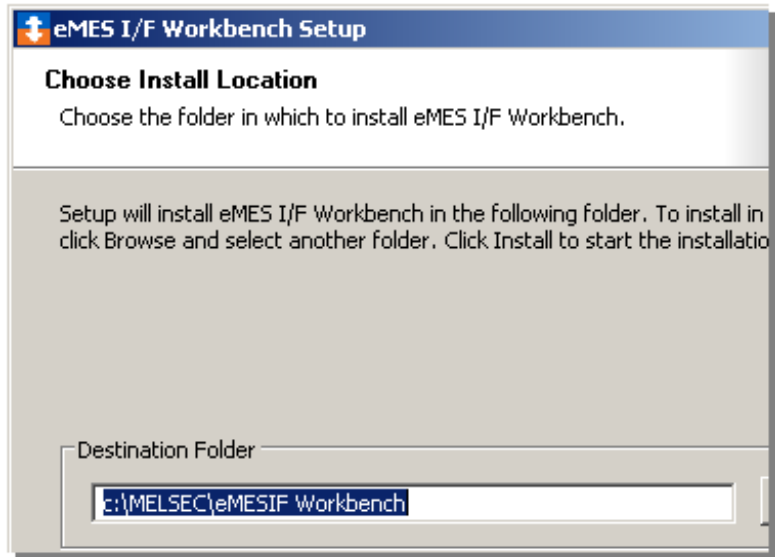 eMES I/F Workbench Setup
Choose Install Location
Choose the folder in which to install eMES I/F Workbench.
Setup will install eMES I/F Workbench in the following folder. To install in
click Browse and select another folder. Click Install to start the installatio
Destination Folder
c:\MELSEC\eMESIF Workbench